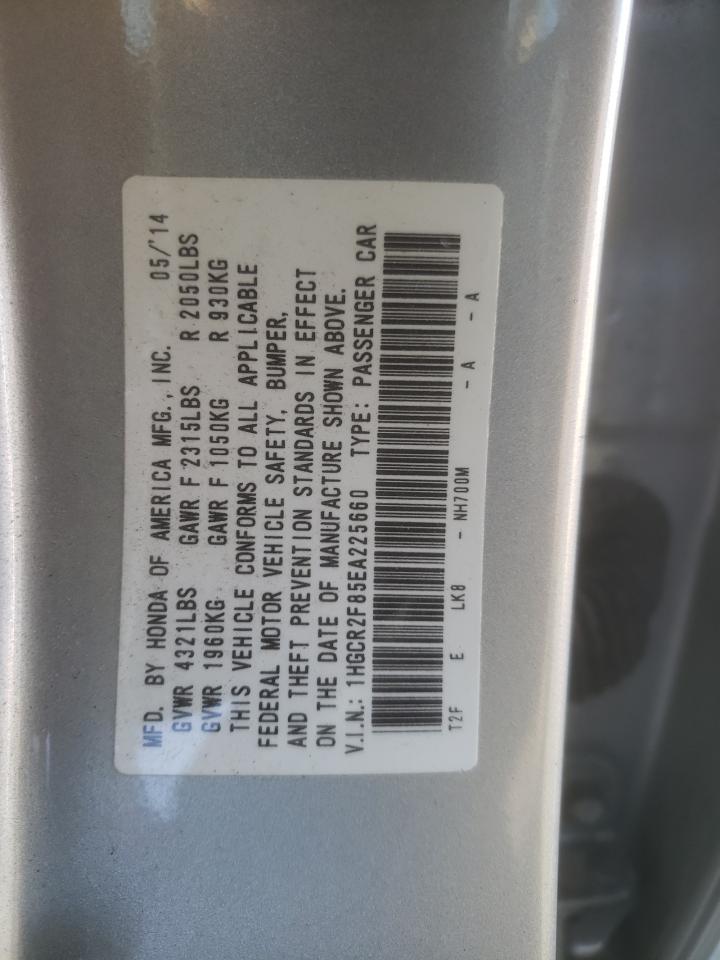 MFD. BY HONDA OF AMERICA MFG., INC. 05/'14
GVWR 4321LBS GAWR F 2315LBS R 2050LBS
GVWR 1960KG GAWR F 1050KG R 930KG
THIS VEHICLE CONFORMS TO ALL APPLICABLE
FEDERAL MOTOR VEHICLE SAFETY, BUMPER,
AND THEFT PREVENTION STANDARDS IN EFFECT
ON THE DATE OF MANUFACTURE SHOWN ABOVE.
V.I.N.: 1HGCR2F85EA225660 TYPE: PASSENGER CAR
T2F E LK8 - NH700M - A - A